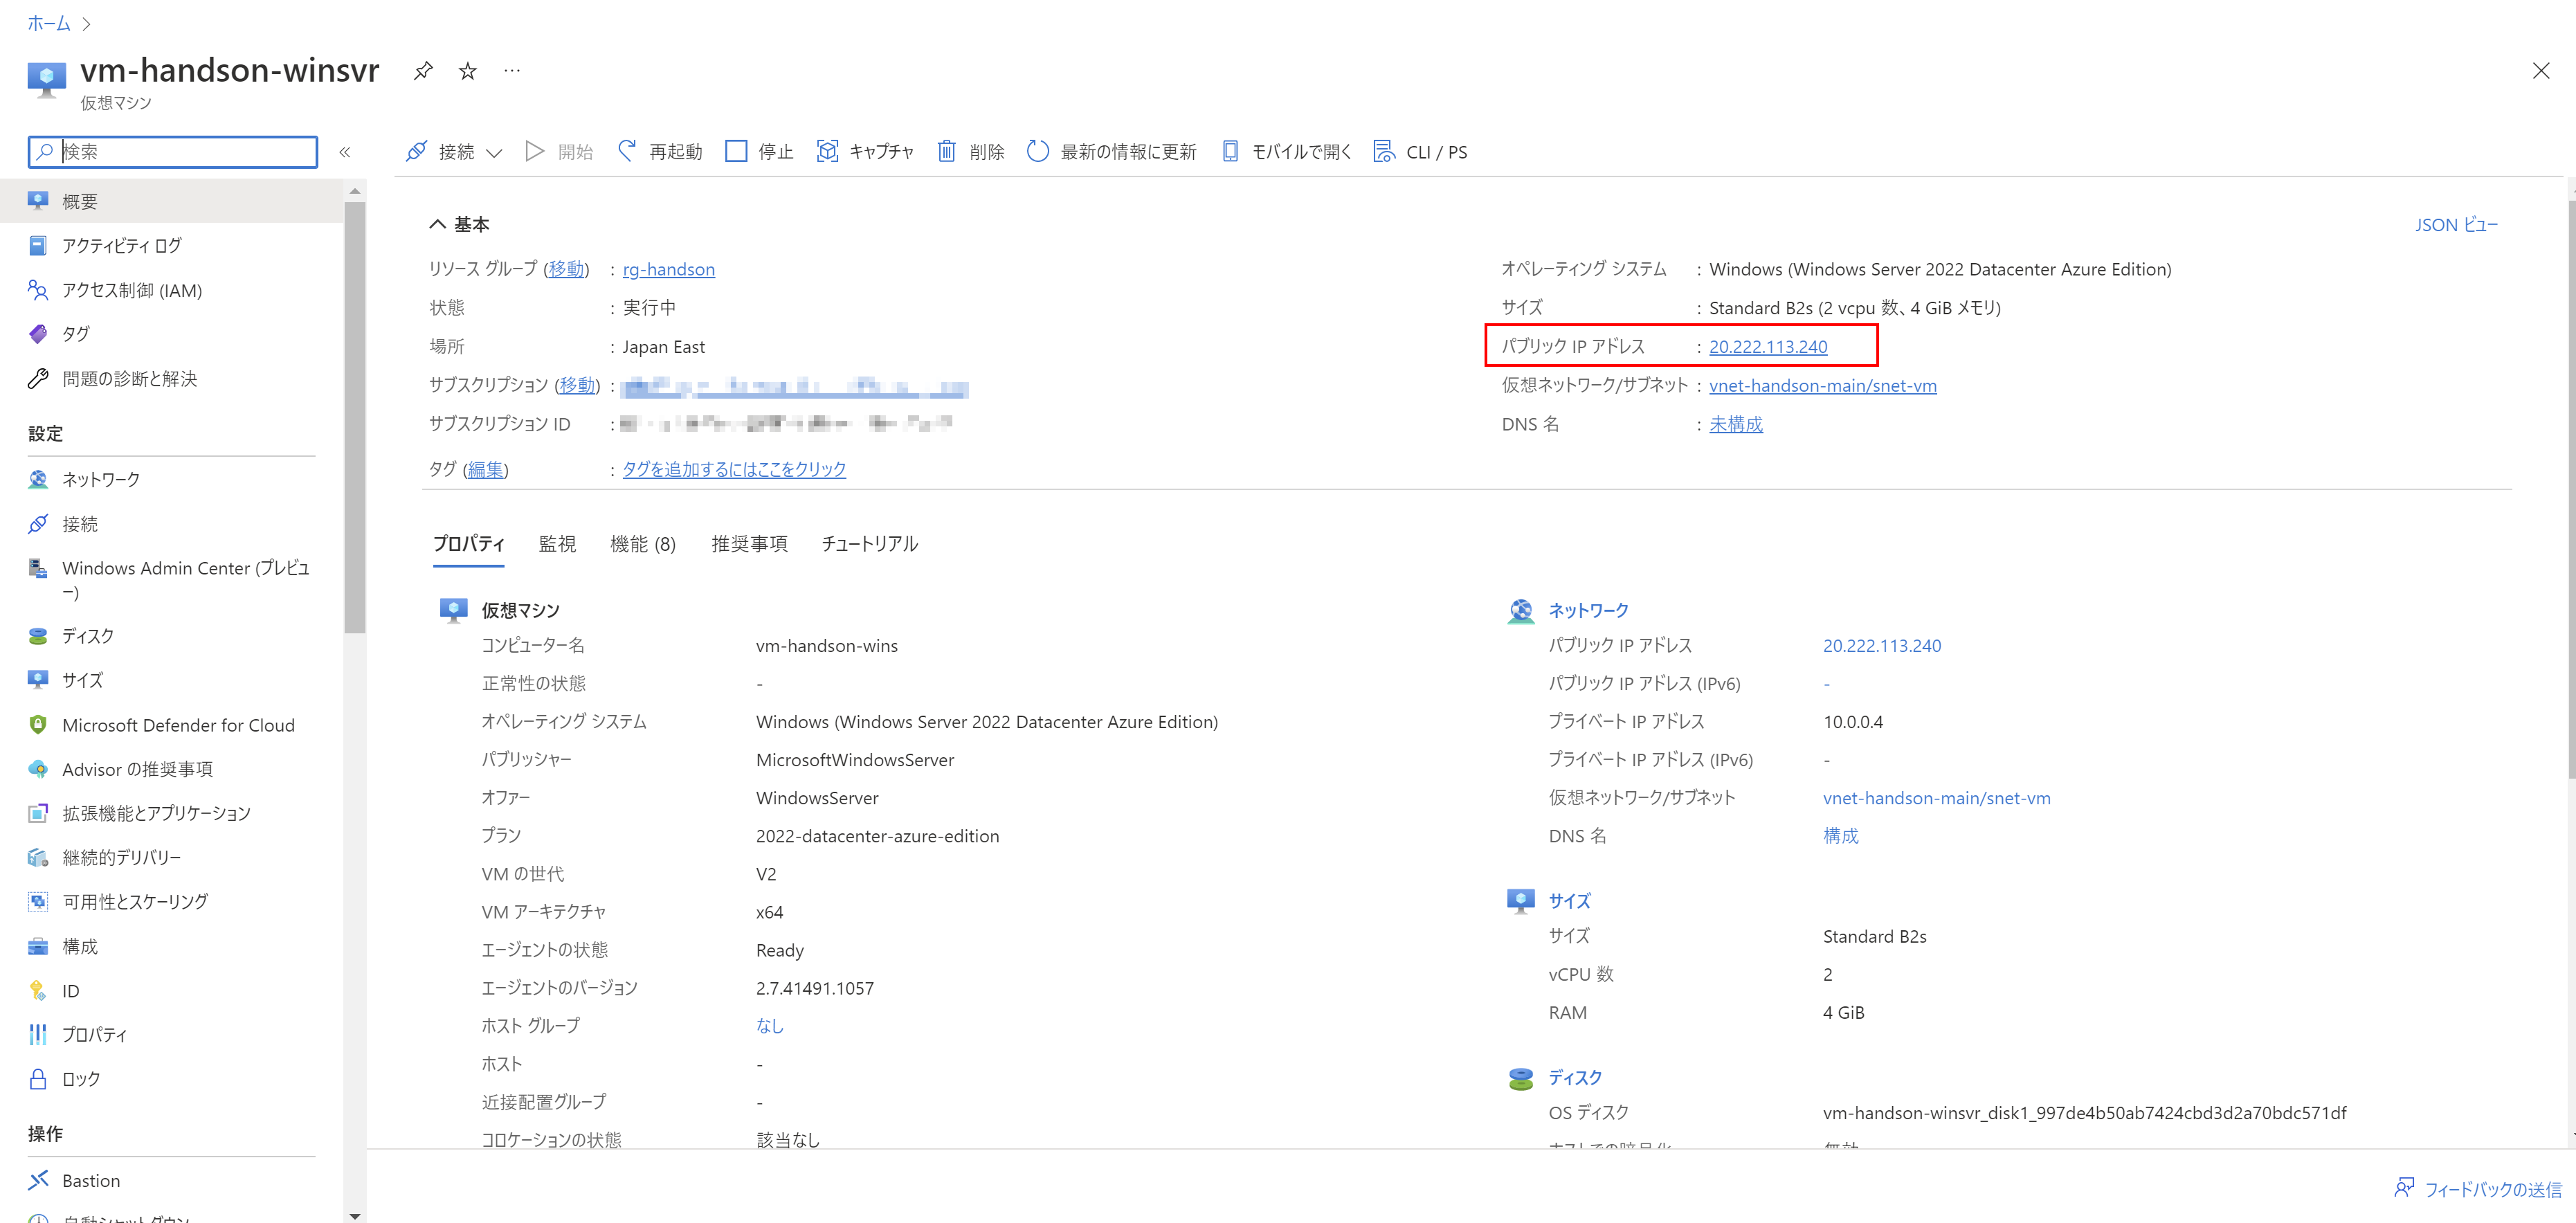 ホーム
vm-handson-winsvr
仮想マシン
検索
接続
開始
再起動
停止
キャプチャ
削除
最新の情報に更新
モバイルで開く
CLI / PS
概要
アクティビティ ログ
アクセス制御 (IAM)
タグ
問題の診断と解決
設定
ネットワーク
接続
Windows Admin Center (プレビュ
ー)
ディスク
サイズ
Microsoft Defender for Cloud
Advisor の推奨事項
拡張機能とアプリケーション
継続的デリバリー
可用性とスケーリング
構成
ID
プロパティ
ロック
操作
Bastion
自動シャットダウン
基本
JSON ビュー
リソース グループ (移動) : rg-handson
状態 : 実行中
場所 : Japan East
サブスクリプション (移動) :
サブスクリプション ID :
タグ (編集) : タグを追加するにはここをクリック
オペレーティング システム : Windows (Windows Server 2022 Datacenter Azure Edition)
サイズ : Standard B2s (2 vcpu 数、4 GiB メモリ)
パブリック IP アドレス : 20.222.113.240
仮想ネットワーク/サブネット : vnet-handson-main/snet-vm
DNS 名 : 未構成
プロパティ
監視
機能 (8)
推奨事項
チュートリアル
仮想マシン
コンピューター名 vm-handson-wins
正常性の状態 -
オペレーティング システム Windows (Windows Server 2022 Datacenter Azure Edition)
パブリッシャー MicrosoftWindowsServer
オファー WindowsServer
プラン 2022-datacenter-azure-edition
VM の世代 V2
VM アーキテクチャ x64
エージェントの状態 Ready
エージェントのバージョン 2.7.41491.1057
ホスト グループ なし
ホスト -
近接配置グループ -
コロケーションの状態 該当なし
ネットワーク
パブリック IP アドレス 20.222.113.240
パブリック IP アドレス (IPv6) -
プライベート IP アドレス 10.0.0.4
プライベート IP アドレス (IPv6) -
仮想ネットワーク/サブネット vnet-handson-main/snet-vm
DNS 名 構成
サイズ
サイズ Standard B2s
vCPU 数 2
RAM 4 GiB
ディスク
OS ディスク vm-handson-winsvr_disk1_997de4b50ab7424cbd3d2a70bdc571df
ホストでの暗号化 無効
フィードバックの送信